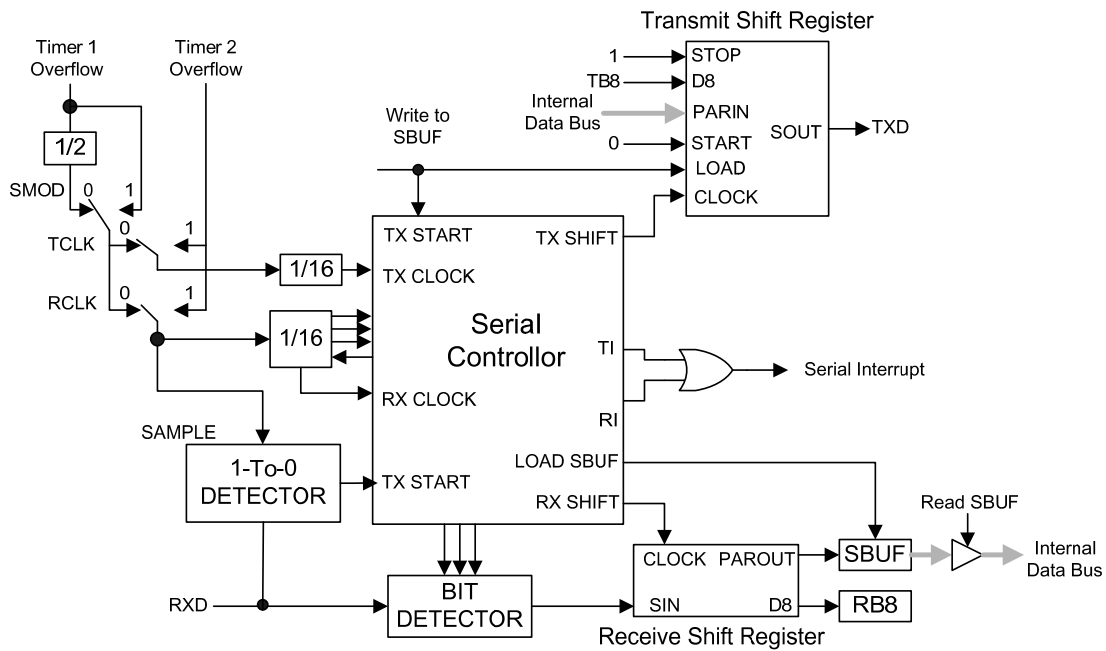 Transmit Shift Register
Timer 1
Overflow
Timer 2
Overflow
1
STOP
TB8
D8
Internal
Data Bus
PARIN
SOUT
TXD
0
START
LOAD
CLOCK
Write to
SBUF
1/2
SMOD
0
1
TCLK
0
1
RCLK
0
1
1/16
1/16
TX START
TX SHIFT
TX CLOCK
Serial
Controllor
TI
RI
Serial Interrupt
RX CLOCK
SAMPLE
1-To-0
DETECTOR
TX START
LOAD SBUF
RX SHIFT
Read SBUF
CLOCK
PAROUT
SBUF
Internal
Data Bus
RXD
BIT
DETECTOR
SIN
D8
RB8
Receive Shift Register